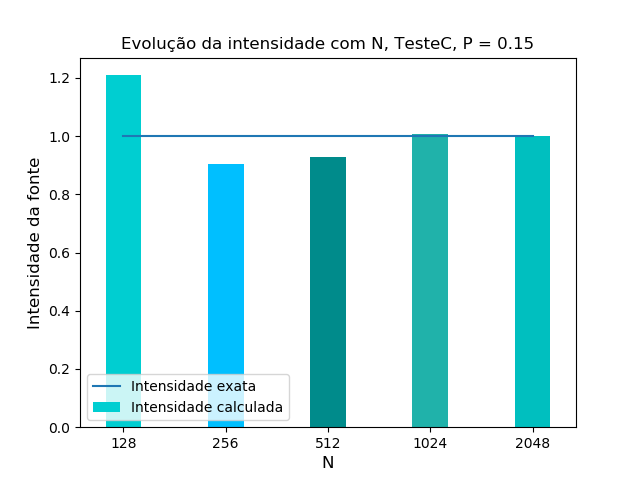 Evolução da intensidade com N, TesteC, P = 0.15
Intensidade da fonte
1.2
1.0
0.8
0.6
0.4
0.2
0.0
Intensidade exata
Intensidade calculada
128 256 512 1024 2048
N